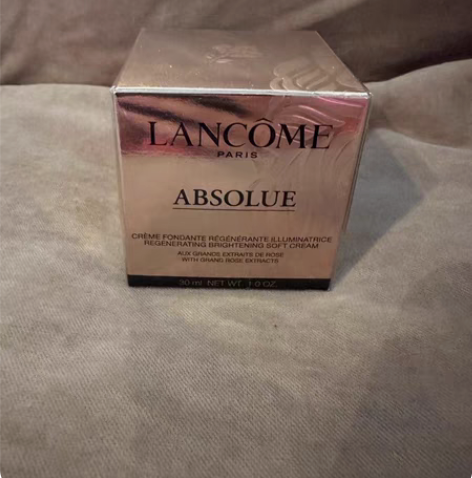 LANCÔME
PARIS
ABSOLUE
CRÈME FONDANTE RÉGÉNÉRANTE ILLUMINATRICE
REGENERATING BRIGHTENING SOFT CREAM
AUX GRANDS EXTRAITS DE ROSE
WITH GRAND ROSE EXTRACTS
30 ml NET WT. 1.0 OZ.